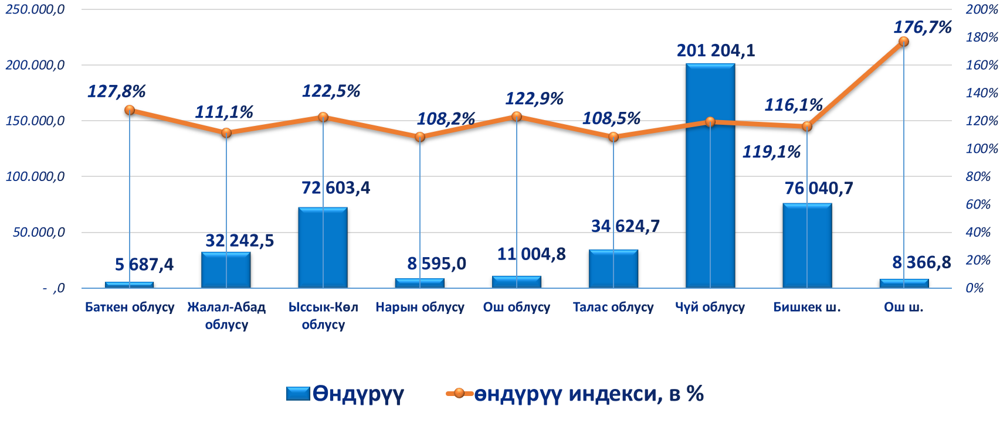 250.000,0
200.000,0
150.000,0
100.000,0
50.000,0
- ,0
200%
180%
160%
140%
120%
100%
80%
60%
40%
20%
0%
127,8%
111,1%
122,5%
108,2%
122,9%
108,5%
119,1%
116,1%
176,7%
5 687,4
32 242,5
72 603,4
8 595,0
11 004,8
34 624,7
201 204,1
76 040,7
8 366,8
Баткен облусу
Жалал-Абад
облусу
Ыссык-Көл
облусу
Нарын облусу
Ош облусу
Талас облусу
Чүй облусу
Бишкек ш.
Ош ш.
Өндүрүү
өндүрүү индекси, в %